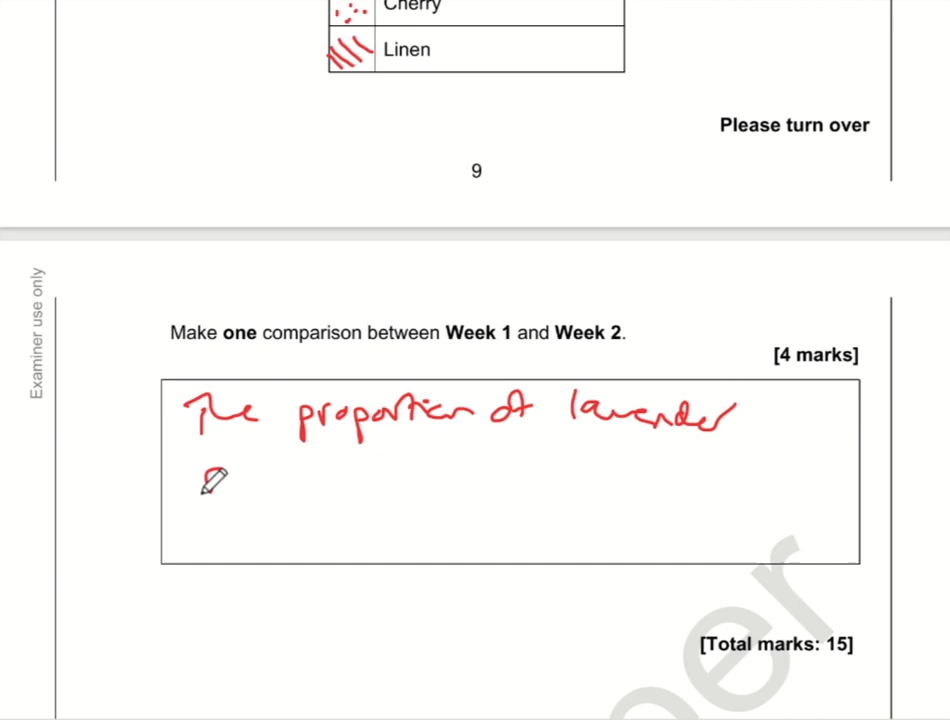 Cherry
Linen
Please turn over
9
Examiner use only
Make one comparison between Week 1 and Week 2.
[4 marks]
The proportion of lavender
[Total marks: 15]